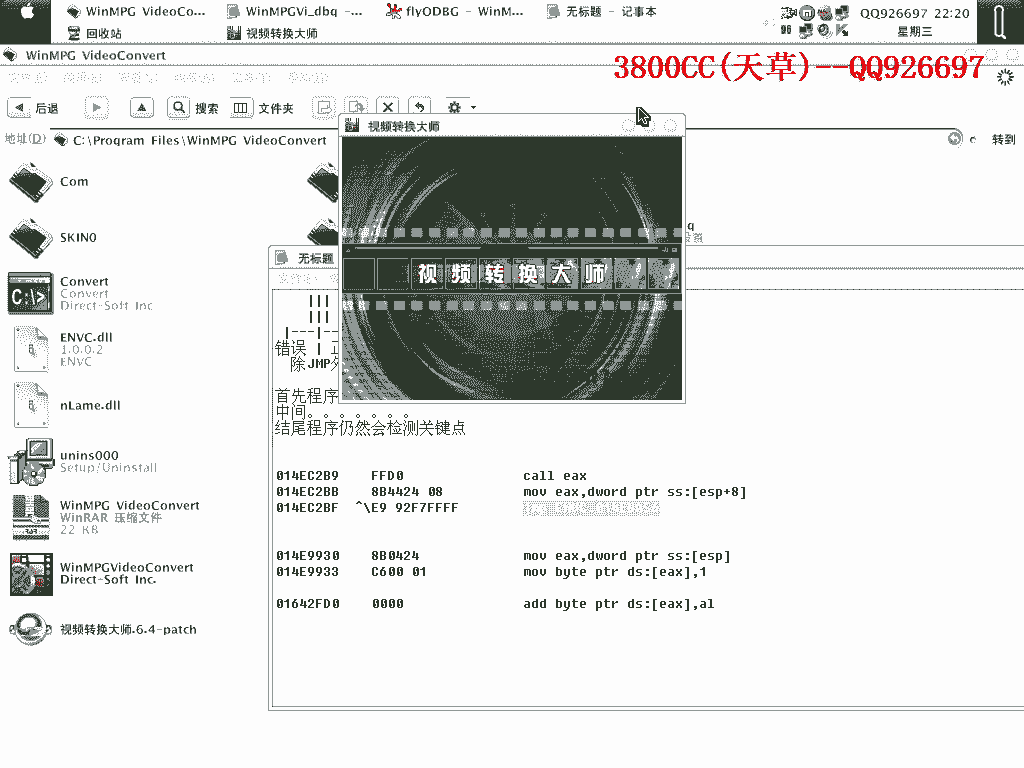 WinMPG VideoCo...
WinMPGVi_dbq -...
flyODBG - WinM...
无标题 - 记事本
QQ926697 22:20
回收站
视频转换大师
96
星期三
WinMPG VideoConvert
3800CC(天草)--QQ926697
后退
搜索
文件夹
地址(D)
C:\Program Files\WinMPG VideoConvert
转到
视频转换大师
Com
SKIN0
Convert
Convert
Direct-Soft Inc
ENVC.dll
1.0.0.2
ENVC
nLame.dll
unins000
Setup/Uninstall
WinMPG VideoConvert
WinRAR 压缩文件
22 KB
WinMPGVideoConvert
Direct-Soft Inc.
视频转换大师.6.4-patch
视频转换大师
q
无标题
|||
|||
|---|--
错误 |
除JMP
首先程序
中间。。。。。。。
结尾程序仍然会检测关键点
014EC2B9 FFD0 call eax
014EC2BB 8B4424 08 mov eax,dword ptr ss:[esp+8]
014EC2BF ^\E9 92F7FFFF
014E9930 8B0424 mov eax,dword ptr ss:[esp]
014E9933 C600 01 mov byte ptr ds:[eax],1
01642FD0 0000 add byte ptr ds:[eax],al